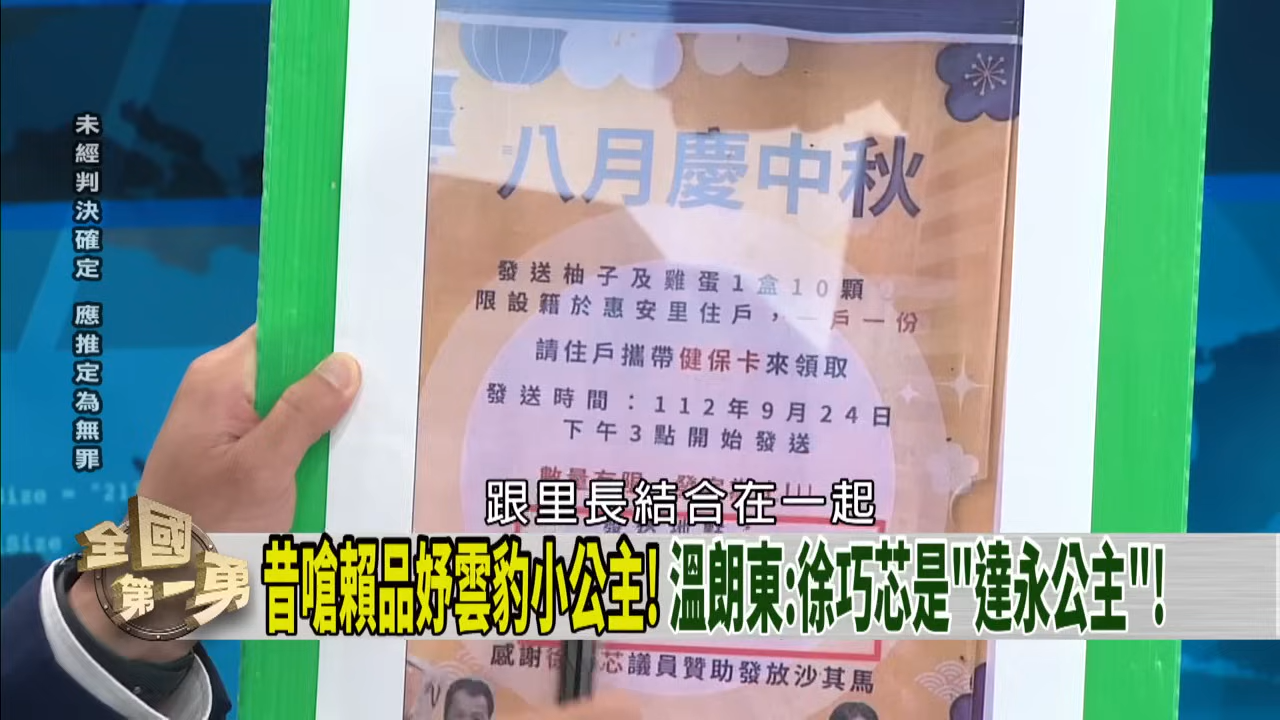 未經判決確定 應推定為無罪
八月慶中秋
發送柚子及雞蛋1盒10顆
限設籍於惠安里住戶，一戶一份
請住戶攜帶健保卡來領取
發送時間：112年9月24日
下午3點開始發送
數量有限
跟里長結合在一起
全國第一勇
昔嗆賴品妤雲豹小公主!溫朗東:徐巧芯是"達永公主"!
感謝徐 芯議員贊助發放沙其馬